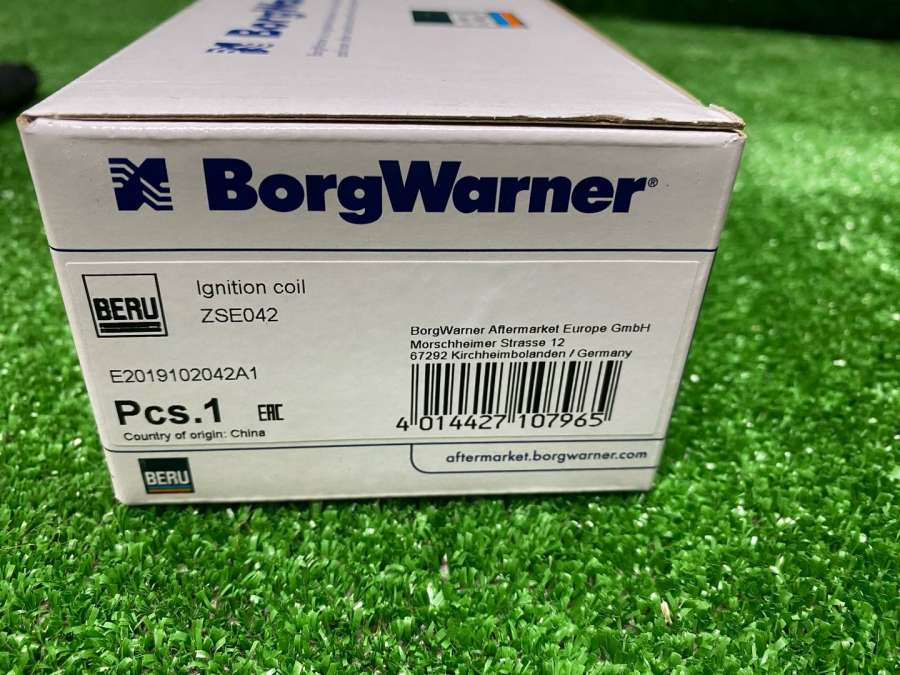 BorgWarner
BorgWarner®
BERU
Ignition coil
ZSE042
BorgWarner Aftermarket Europe GmbH
Morschheimer Strasse 12
67292 Kirchheimbolanden / Germany
E2019102042A1
Pcs.1 EAC
Country of origin: China
4 014427 107965
aftermarket.borgwarner.com
BERU